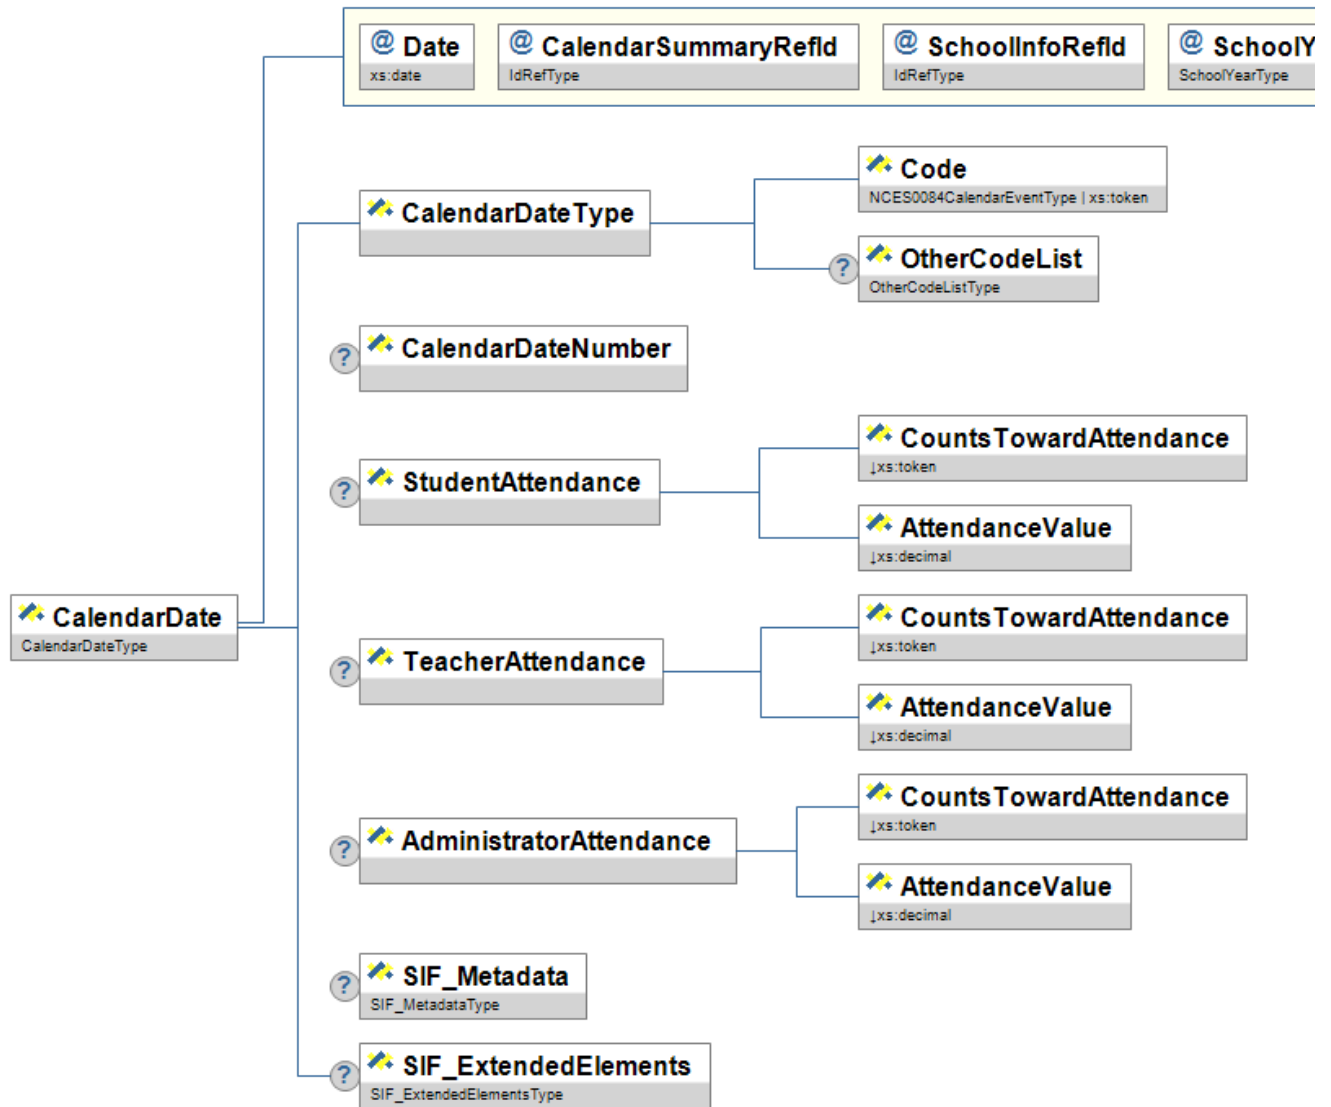 @ Date
xs:date
@ CalendarSummaryRefId
IdRefType
@ SchoolInfoRefId
IdRefType
@ SchoolY
SchoolYearType
Code
NCES0084CalendarEventType | xs:token
CalendarDateType
? OtherCodeList
OtherCodeListType
? CalendarDateNumber
CountsTowardAttendance
↓xs:token
? StudentAttendance
AttendanceValue
↓xs:decimal
CalendarDate
CalendarDateType
CountsTowardAttendance
↓xs:token
? TeacherAttendance
AttendanceValue
↓xs:decimal
CountsTowardAttendance
↓xs:token
? AdministratorAttendance
AttendanceValue
↓xs:decimal
? SIF_Metadata
SIF_MetadataType
? SIF_ExtendedElements
SIF_ExtendedElementsType